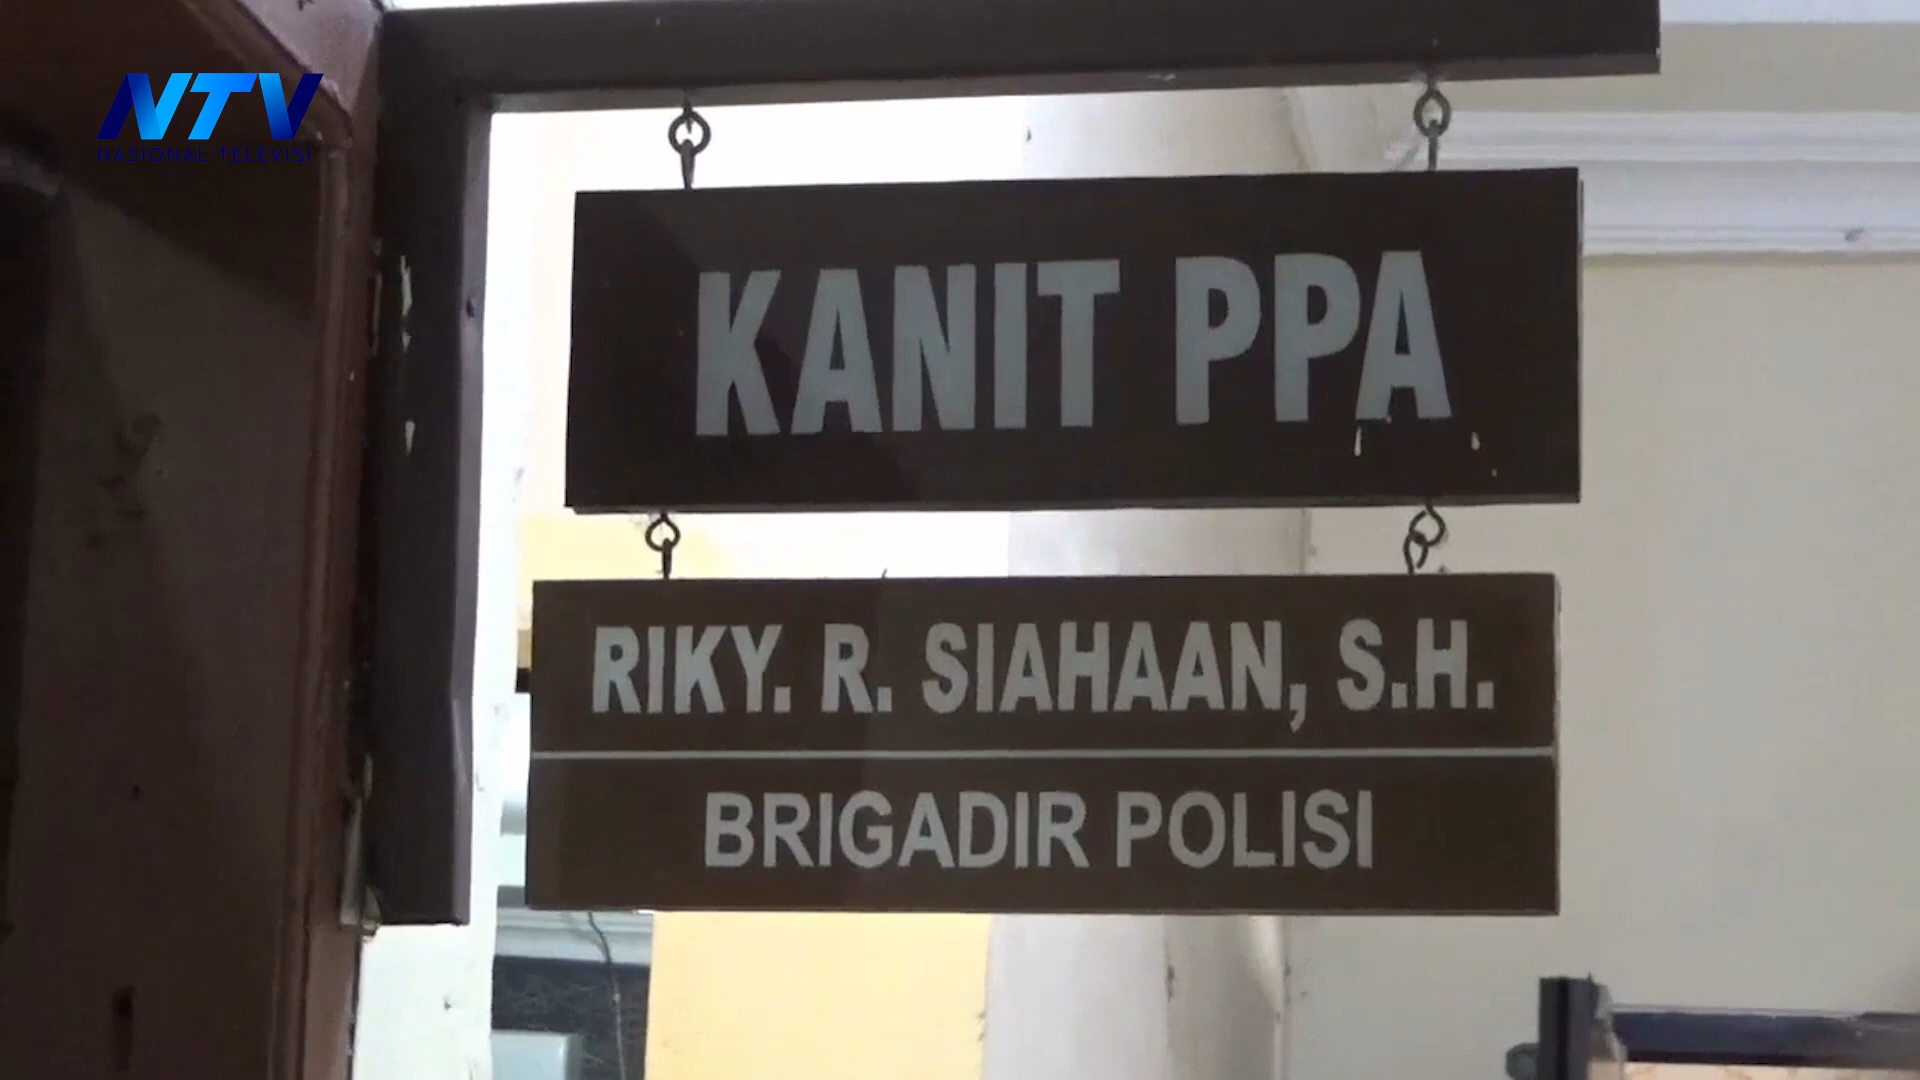 NTV
NASIONAL TELEVISI
KANIT PPA
RIKY. R. SIAHAAN, S.H.
BRIGADIR POLISI